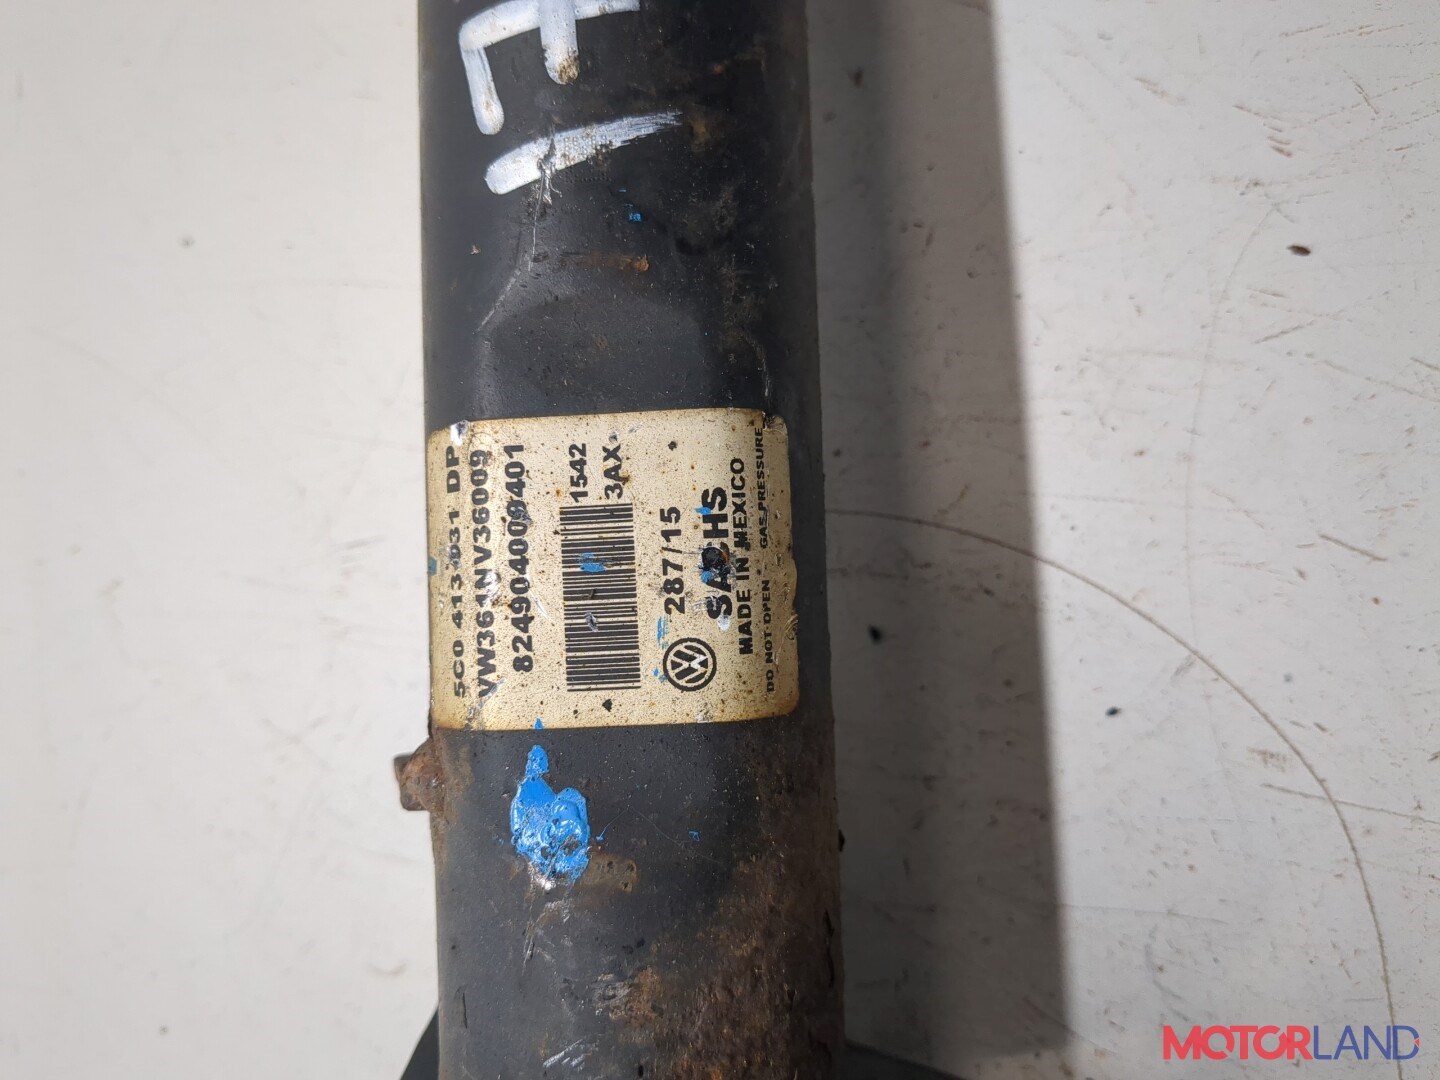 5C0 413 031 DP
VW361NV36009
824904009401
1542
3AX
287/15
SACHS
MADE IN MEXICO
DO NOT OPEN * GAS PRESSURE
MOTORLAND